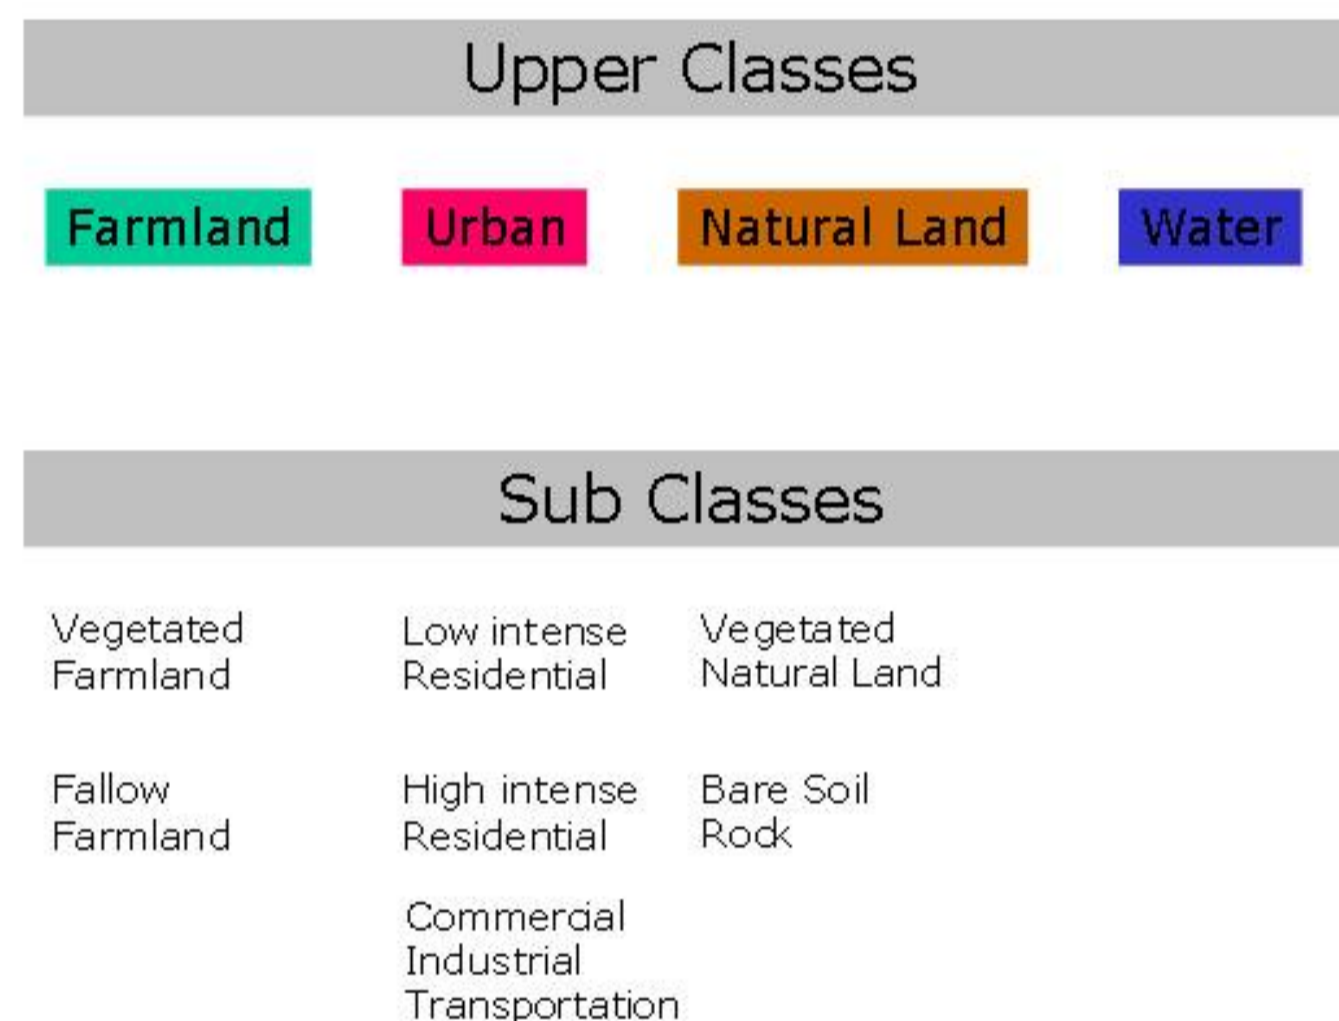 Upper Classes
Farmland
Urban
Natural Land
Water
Sub Classes
Vegetated
Farmland
Low intense
Residential
Vegetated
Natural Land
Fallow
Farmland
High intense
Residential
Bare Soil
Rock
Commercial
Industrial
Transportation